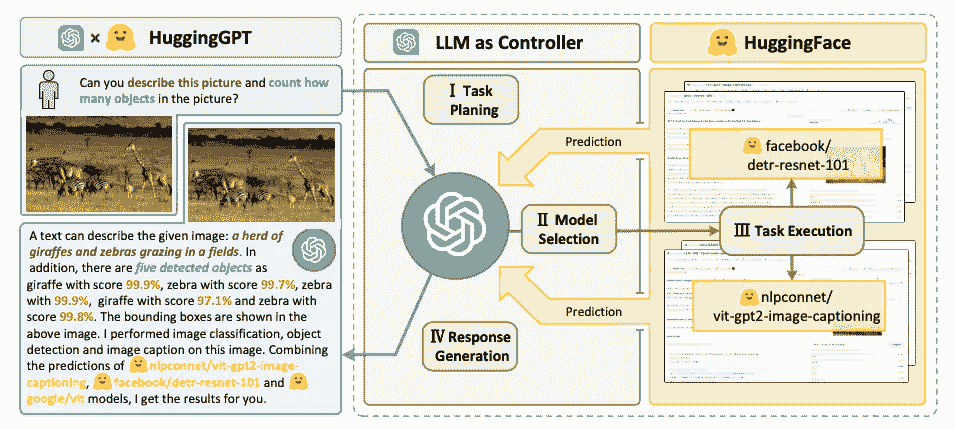 × HuggingGPT
Can you describe this picture and count how
many objects in the picture?
A text can describe the given image: a herd of
giraffes and zebras grazing in a fields. In
addition, there are five detected objects as
giraffe with score 99.9%, zebra with score 99.7%, zebra
with 99.9%, giraffe with score 97.1% and zebra with
score 99.8%. The bounding boxes are shown in the
above image. I performed image classification, object
detection and image caption on this image. Combining
the predictions of nlpconnet/vit-gpt2-image-
captioning, facebook/detr-resnet-101 and
google/vit models, I get the results for you.
LLM as Controller
I Task
Planing
II Model
Selection
IV Response
Generation
Prediction
Prediction
HuggingFace
facebook/
detr-resnet-101
III Task Execution
nlpconnet/
vit-gpt2-image-captioning